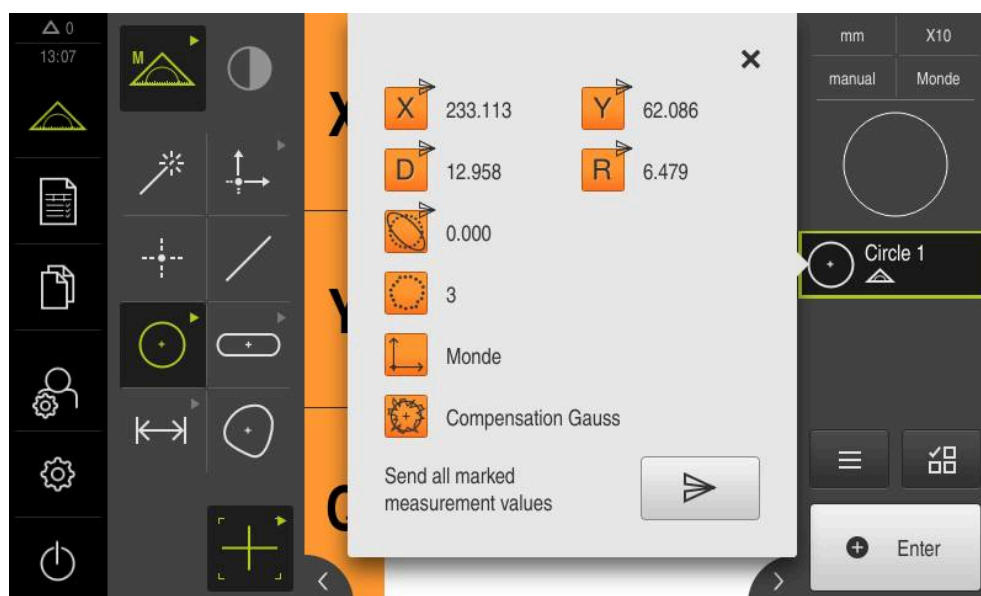 0
13:07
M
X
Y
X 233.113
Y 62.086
D 12.958
R 6.479
0.000
3
Monde
Compensation Gauss
Send all marked
measurement values
mm
X10
manual
Monde
Circle 1
Enter